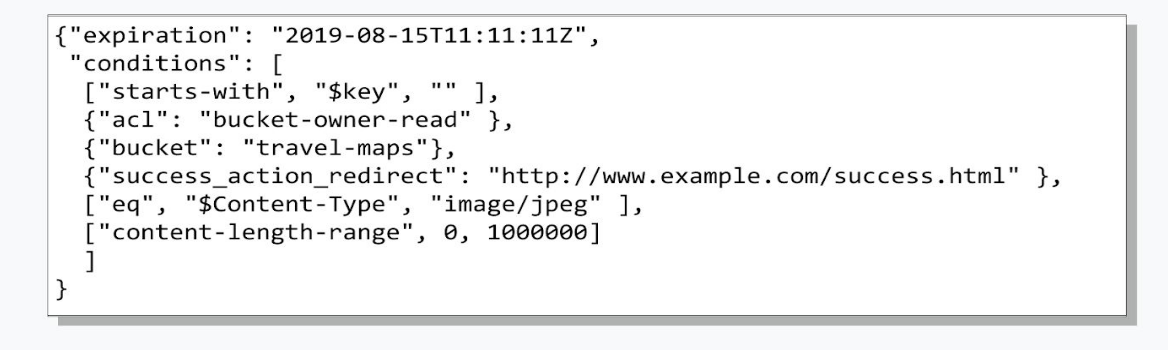 {"expiration": "2019-08-15T11:11:11Z",
 "conditions": [
  ["starts-with", "$key", "" ],
  {"acl": "bucket-owner-read" },
  {"bucket": "travel-maps"},
  {"success_action_redirect": "http://www.example.com/success.html" },
  ["eq", "$Content-Type", "image/jpeg" ],
  ["content-length-range", 0, 1000000]
  ]
}